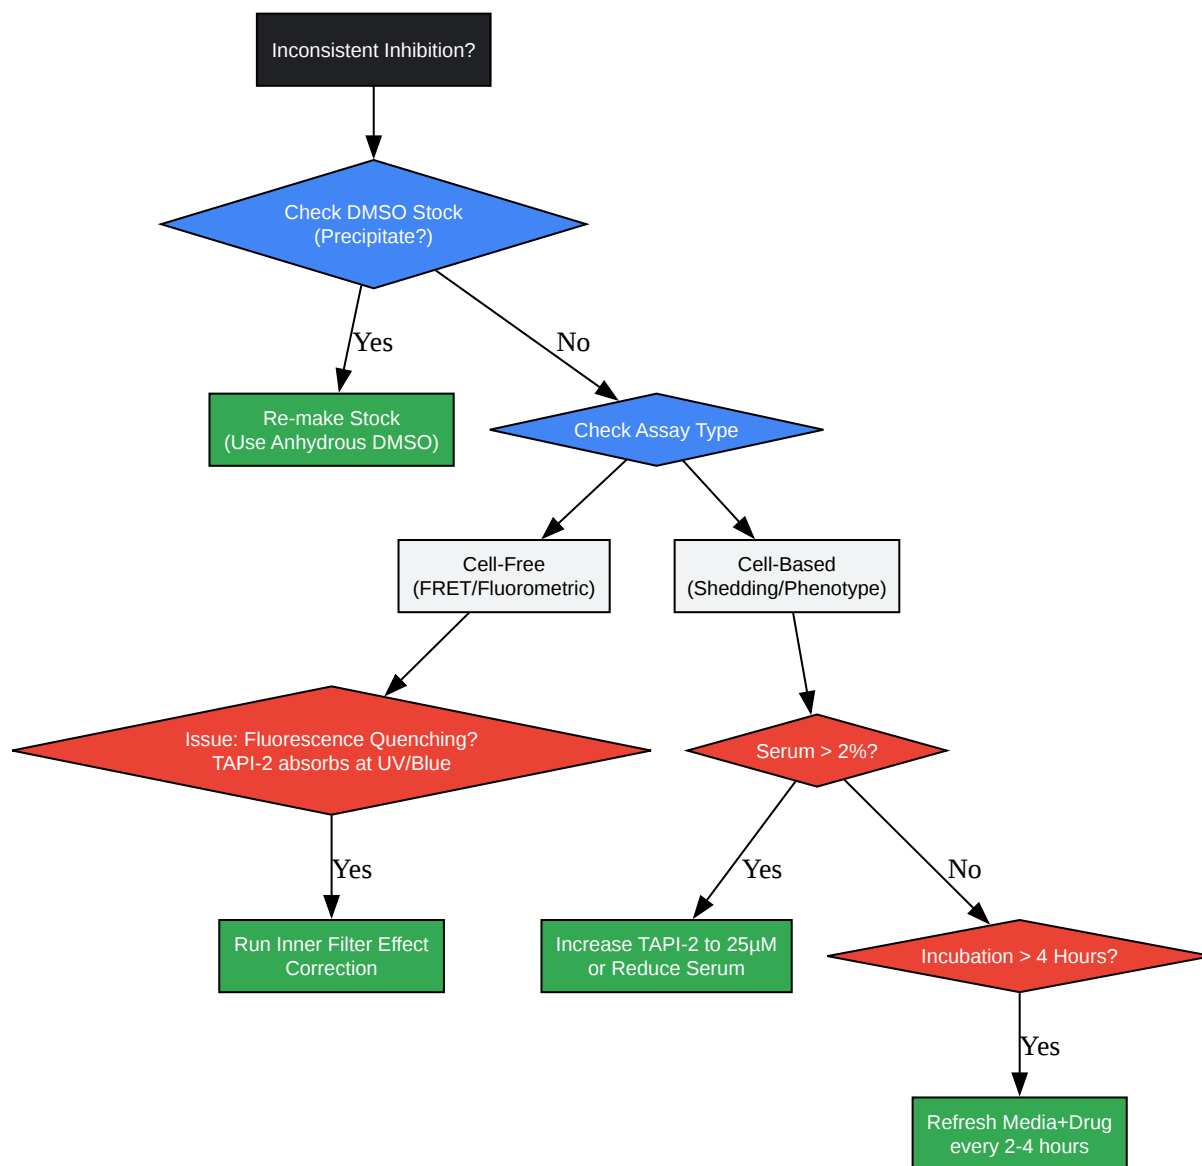 Inconsistent Inhibition?
Check DMSO Stock
(Precipitate?)
Yes
No
Re-make Stock
(Use Anhydrous DMSO)
Check Assay Type
Cell-Free
(FRET/Fluorometric)
Cell-Based
(Shedding/Phenotype)
Issue: Fluorescence Quenching?
TAPI-2 absorbs at UV/Blue
Serum > 2%?
Yes
Yes
No
Run Inner Filter Effect
Correction
Increase TAPI-2 to 25µM
or Reduce Serum
Incubation > 4 Hours?
Yes
Refresh Media+Drug
every 2-4 hours